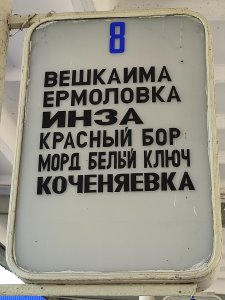 8
ВЕШКАИМА
ЕРМОЛОВКА
ИНЗА
КРАСНЫЙ БОР
МОРД БЕЛЫЙ КЛЮЧ
КОЧЕНЯЕВКА